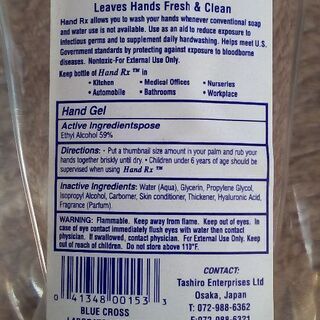 Leaves Hands Fresh & Clean
Hand Rx allows you to wash your hands whenever conventional soap
and water use is not available. Use as an aid to reduce exposure to
infectious germs and to supplement daily handwashing. Helps meet U.S.
Government standards by protecting against exposure to bloodborne
diseases. Nontoxic-For External Use Only.
Keep bottle of Hand Rx ™ in
• Kitchen • Medical Offices • Nurseries
• Automobile • Bathrooms • Workplace
Hand Gel
Active Ingredientspose
Ethyl Alcohol 59%
Directions: - Put a thumbnail size amount in your palm and rub your
hands together briskly until dry. • Children under 6 years of age should be
supervised when using Hand Rx ™
Inactive Ingredients: Water (Aqua), Glycerin, Propylene Glycol,
Isopropyl Alcohol, Carbomer, Skin conditioner, Thickener, Hyaluronic Acid,
Fragrance (Parfum).
WARNING: Flammable. Keep away from flame. Keep out of eyes. In
case of eye contact immediately flush eyes with water then contact
physician. If swallowed, contact physician. For External Use Only. Keep
out of reach of children. Do not store above 110°F.
0 41348 00153 3
BLUE CROSS
CONTACT:
Tashiro Enterprises Ltd
Osaka, Japan
T: 072-988-6362
F: 072-988-6321